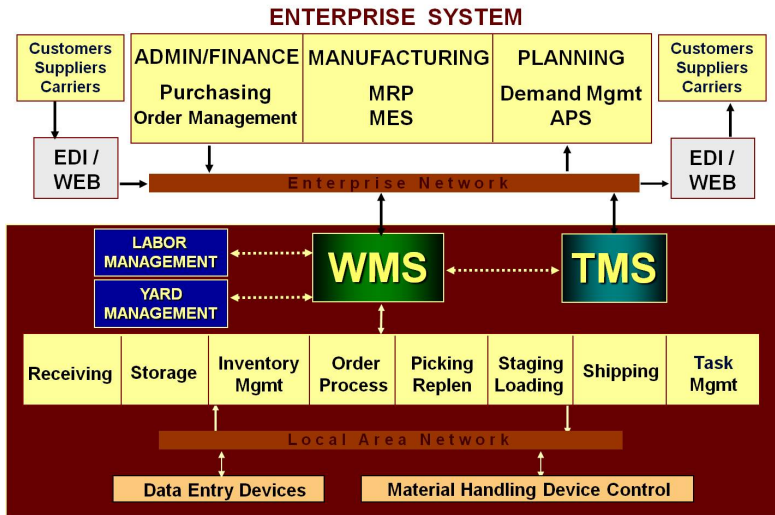 ENTERPRISE SYSTEM
Customers
Suppliers
Carriers
ADMIN/FINANCE
Purchasing
Order Management
MANUFACTURING
MRP
MES
PLANNING
Demand Mgmt
APS
Customers
Suppliers
Carriers
EDI /
WEB
Enterprise Network
EDI /
WEB
LABOR
MANAGEMENT
YARD
MANAGEMENT
WMS
TMS
Receiving
Storage
Inventory
Mgmt
Order
Process
Picking
Replen
Staging
Loading
Shipping
Task
Mgmt
Local Area Network
Data Entry Devices
Material Handling Device Control